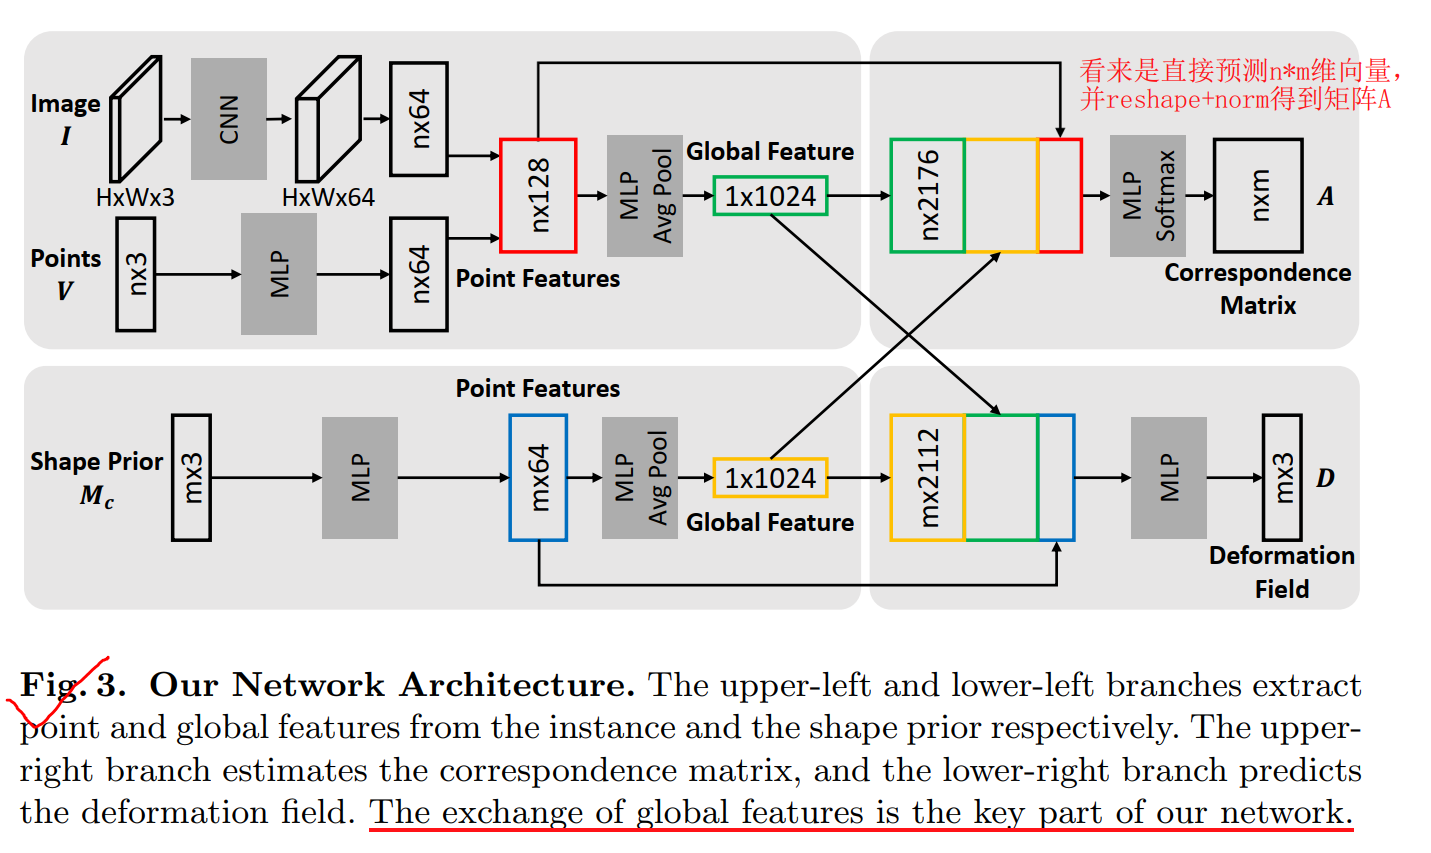 看来是直接预测n*m维向量，
并reshape+norm得到矩阵A
Image
I
HxWx3
CNN
HxWx64
nx64
Points
V
nx3
MLP
nx64
nx128
Point Features
MLP
Avg Pool
Global Feature
1x1024
nx2176
MLP
Softmax
nxm
A
Correspondence
Matrix
Shape Prior
Mc
mx3
MLP
Point Features
mx64
MLP
Avg Pool
1x1024
Global Feature
mx2112
MLP
mx3
D
Deformation
Field
Fig. 3. Our Network Architecture. The upper-left and lower-left branches extract
point and global features from the instance and the shape prior respectively. The upper-
right branch estimates the correspondence matrix, and the lower-right branch predicts
the deformation field. The exchange of global features is the key part of our network.